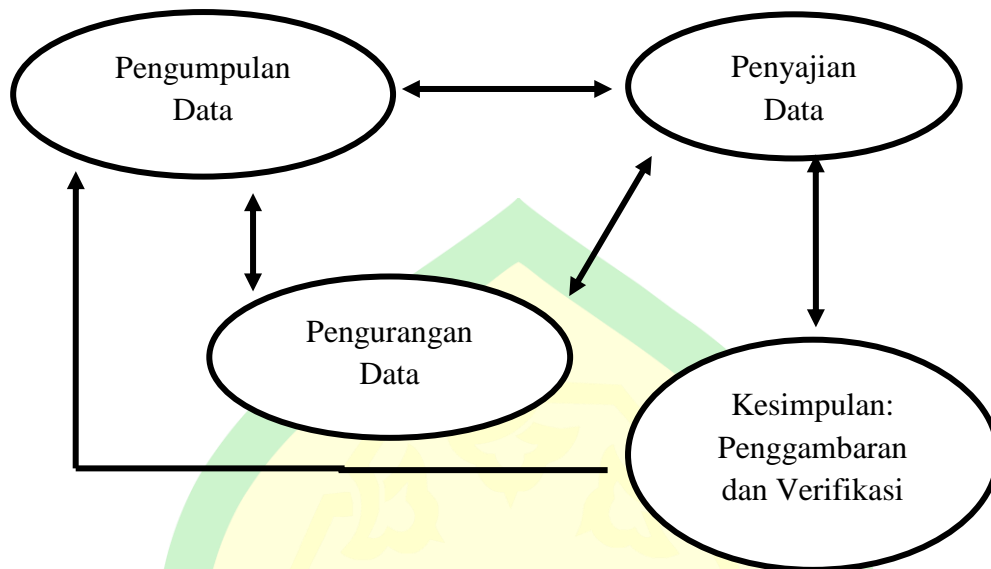 Pengumpulan
Data
Penyajian
Data
Pengurangan
Data
Kesimpulan:
Penggambaran
dan Verifikasi